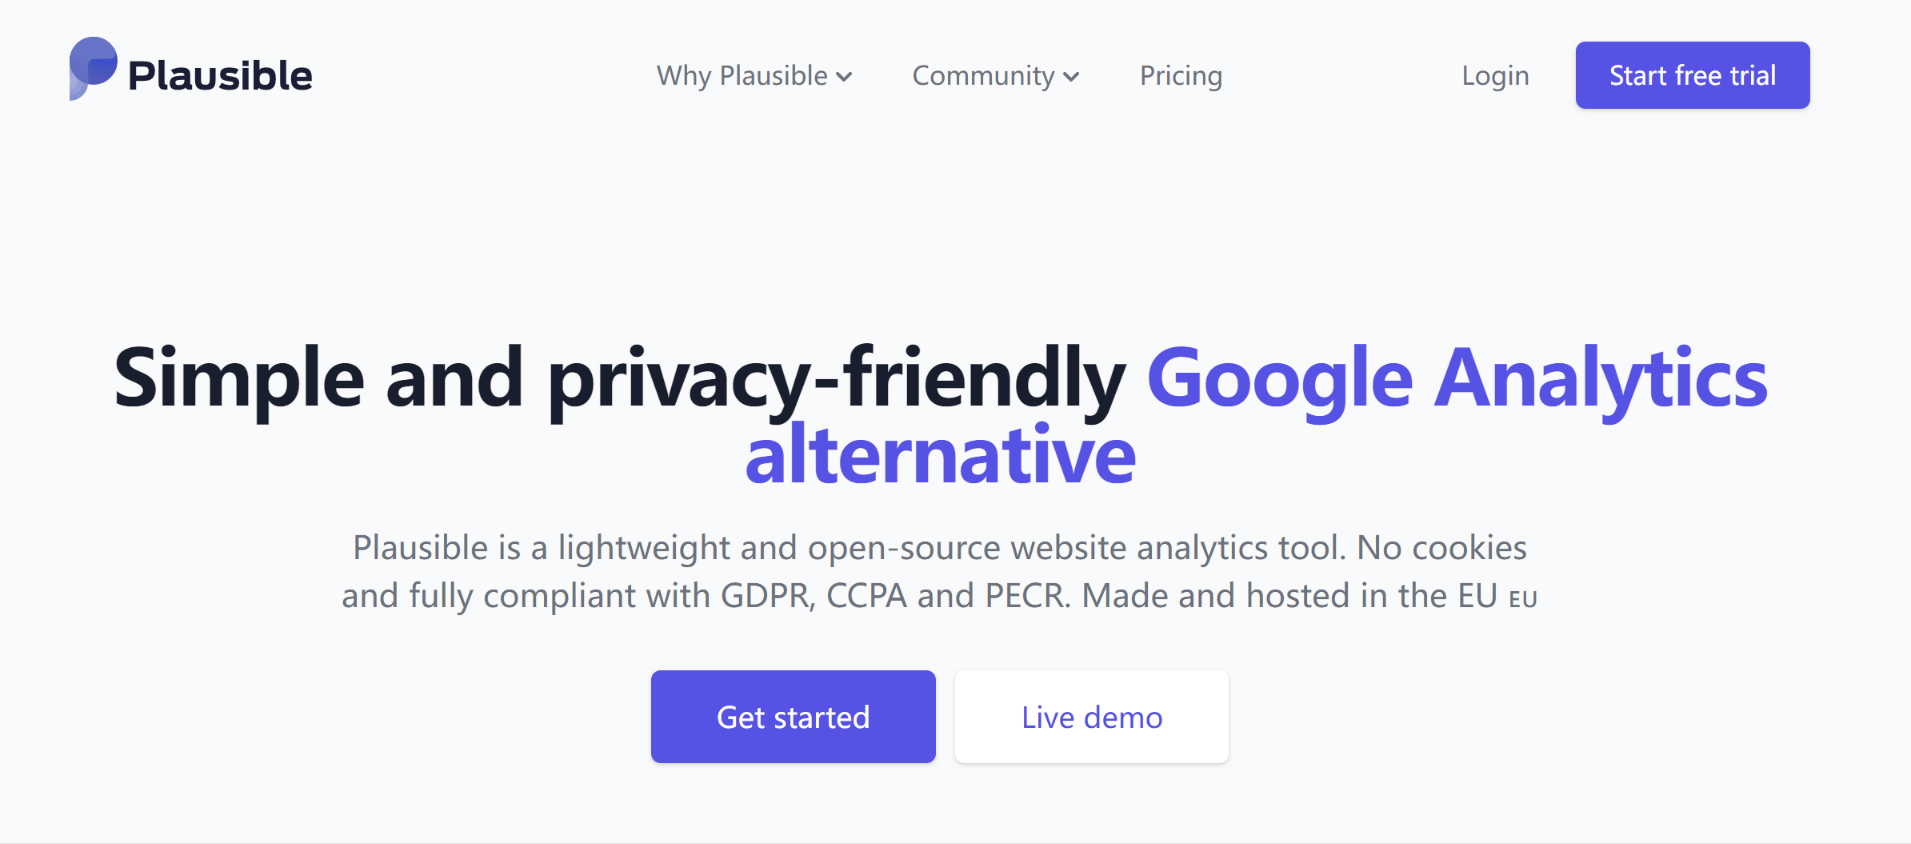 Plausible
Why Plausible
Community
Pricing
Login
Start free trial
Simple and privacy-friendly Google Analytics
alternative
Plausible is a lightweight and open-source website analytics tool. No cookies
and fully compliant with GDPR, CCPA and PECR. Made and hosted in the EU EU
Get started
Live demo